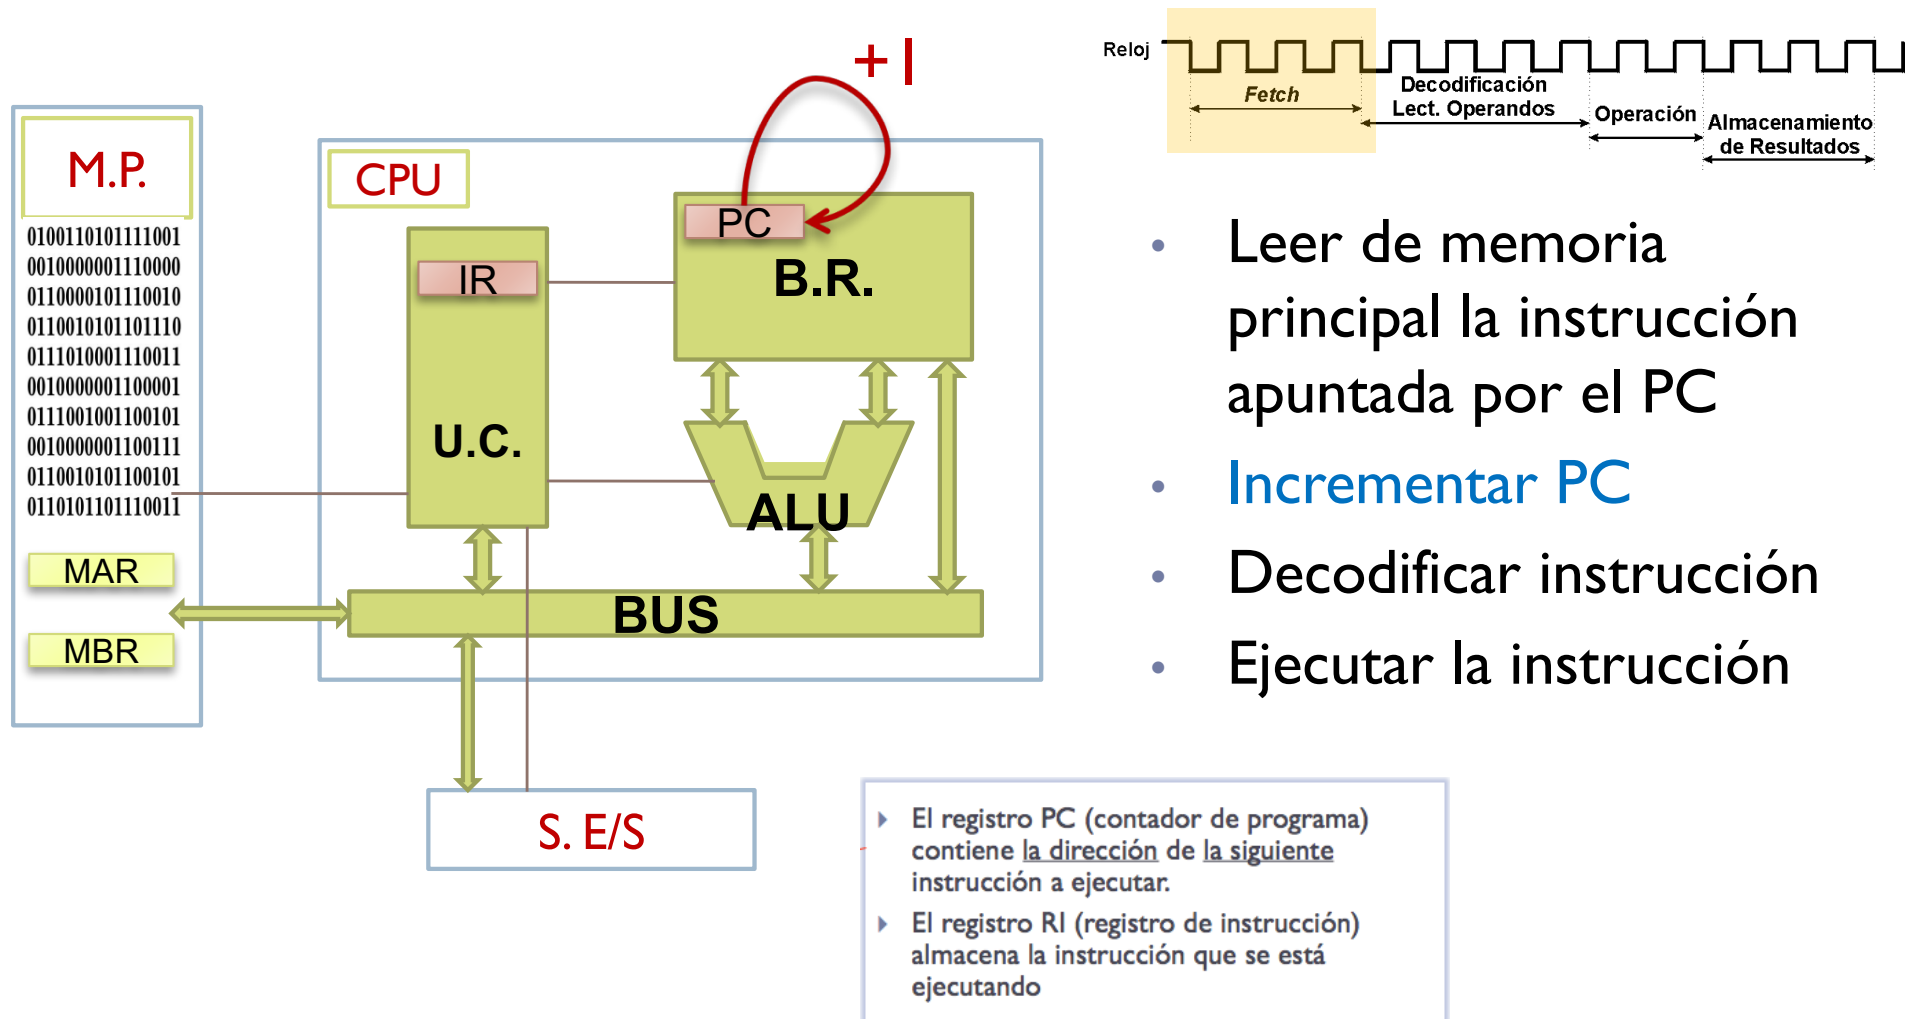 +1
Reloj
Fetch
Decodificación
Lect. Operandos
Operación
Almacenamiento
de Resultados
M.P.
0100110101111001
0010000001110000
0110000101110010
0110010101101110
0111010001110011
0010000001100001
0111001001100101
0010000001100111
0110010101100101
0110101101110011
MAR
MBR
CPU
PC
B.R.
IR
U.C.
ALU
BUS
S. E/S
• Leer de memoria
principal la instrucción
apuntada por el PC
• Incrementar PC
• Decodificar instrucción
• Ejecutar la instrucción
El registro PC (contador de programa)
contiene la dirección de la siguiente
instrucción a ejecutar.
El registro RI (registro de instrucción)
almacena la instrucción que se está
ejecutando